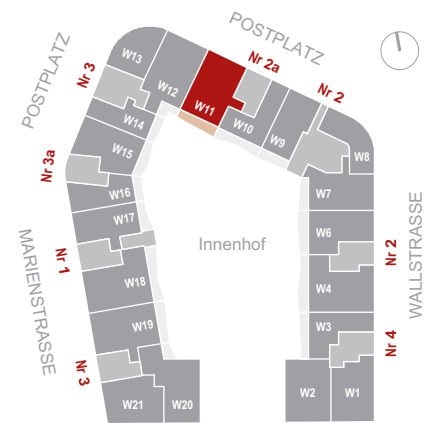 POSTPLATZ
POSTPLATZ
MARIENSTRASSE
WALLSTRASSE
Innenhof
Nr 3
Nr 2a
Nr 2
Nr 3a
Nr 1
Nr 3
Nr 2
Nr 4
W13
W12
W11
W10
W9
W8
W14
W15
W16
W17
W18
W19
W21
W20
W7
W6
W4
W3
W2
W1